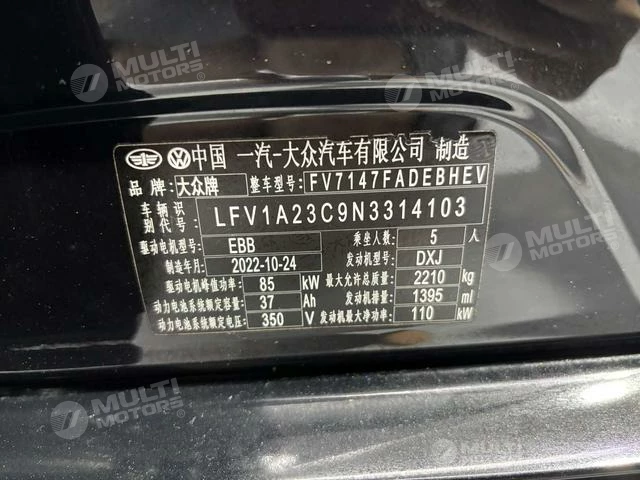 MULTI MOTORS®
MULTI MOTORS®
中国 一汽-大众汽车有限公司 制造
品牌: 大众牌 整车型号: FV7147FADEBHEV
车辆识别代号: LFV1A23C9N3314103
驱动电机型号: EBB 乘坐人数: 5 人
制造年月: 2022-10-24 发动机型号: DXJ
驱动电机峰值功率: 85 kW 最大允许总质量: 2210 kg
动力电池系统额定容量: 37 Ah 发动机排量: 1395 ml
动力电池系统额定电压: 350 V 发动机最大净功率: 110 kW
MULTI MOTORS®
MULTI MOTORS®